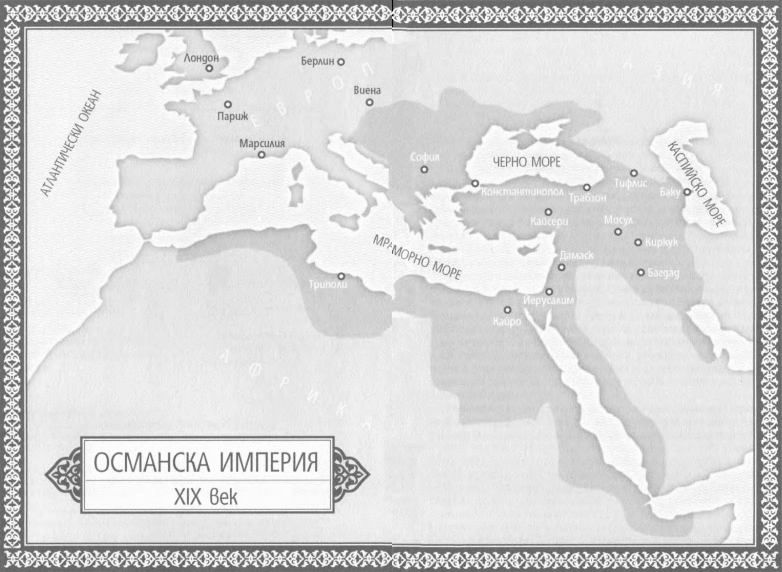 Лондон
Берлин
ЕВРОП
АЗИЯ
Виена
Париж
АТЛАНТИЧЕСКИ ОКЕАН
Марсилия
София
ЧЕРНО МОРЕ
КАСПИЙСКО МОРЕ
Константинопол
Трабзон
Тифлис
Баку
Кайсери
Мосул
МРАМОРНО МОРЕ
Киркук
Дамаск
Триполи
Багдад
Йерусалим
Кайро
АФРИКА
ОСМАНСКА ИМПЕРИЯ
XIX век